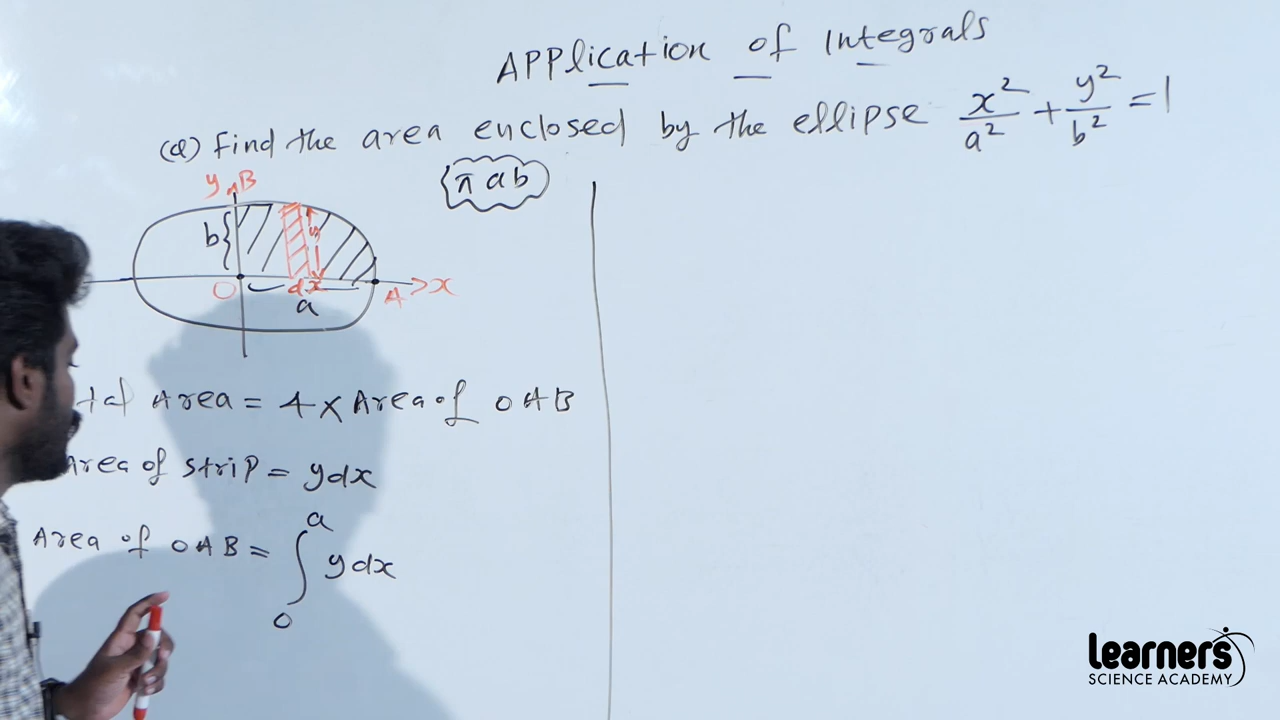 Application of Integrals
(Q) Find the area enclosed by the ellipse x²/a² + y²/b² = 1
π ab
y B
b
y
O dx A x
a
Area = 4 × Area of OAB
Area of strip = ydx
Area of OAB = ∫₀ᵃ ydx
Learners
SCIENCE ACADEMY